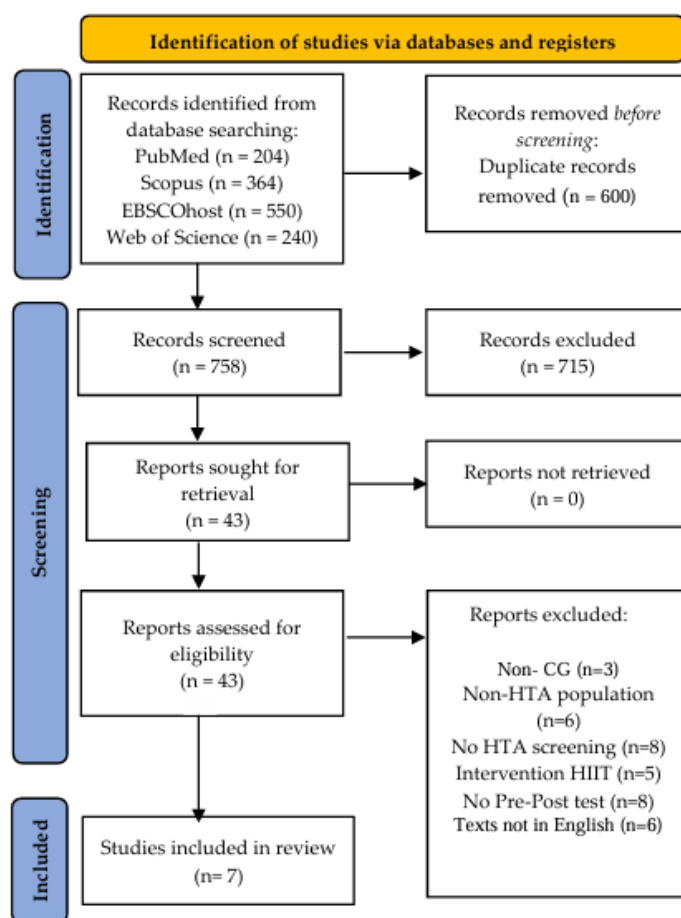 Identification of studies via databases and registers
Identification
Records identified from
database searching:
PubMed (n = 204)
Scopus (n = 364)
EBSCOhost (n = 550)
Web of Science (n = 240)
Records removed before
screening:
Duplicate records
removed (n = 600)
Screening
Records screened
(n = 758)
Records excluded
(n = 715)
Reports sought for
retrieval
(n = 43)
Reports not retrieved
(n = 0)
Reports assessed for
eligibility
(n = 43)
Reports excluded:
Non- CG (n=3)
Non-HTA population
(n=6)
No HTA screening (n=8)
Intervention HIIT (n=5)
No Pre-Post test (n=8)
Texts not in English (n=6)
Included
Studies included in review
(n= 7)